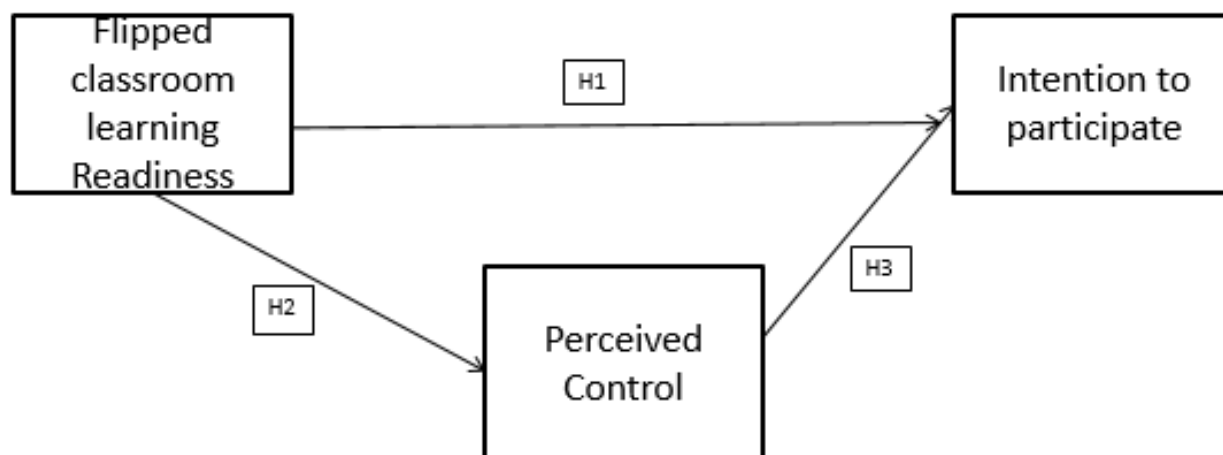 Flipped
classroom
learning
Readiness
H1
Intention to
participate
H2
H3
Perceived
Control